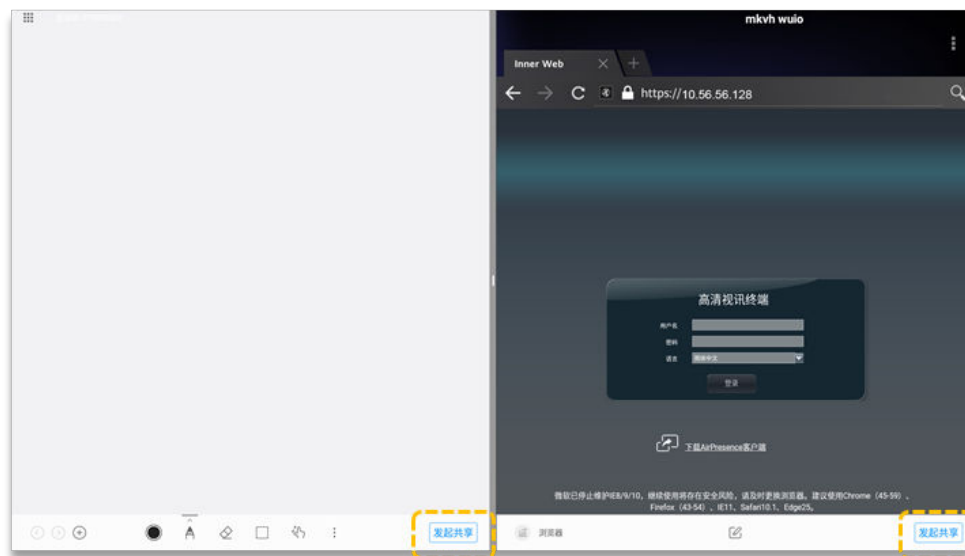 mkvh wuio
Inner Web
https://10.56.56.128
高清视讯终端
用户名
密码
语言 简体中文
登录
下载AirPresence客户端
微软已停止维护IE8/9/10，继续使用将存在安全风险，请及时更换浏览器。建议使用Chrome（45-59）、
Firefox（43-54）、IE11、Safari10.1、Edge25。
发起共享
浏览器
发起共享